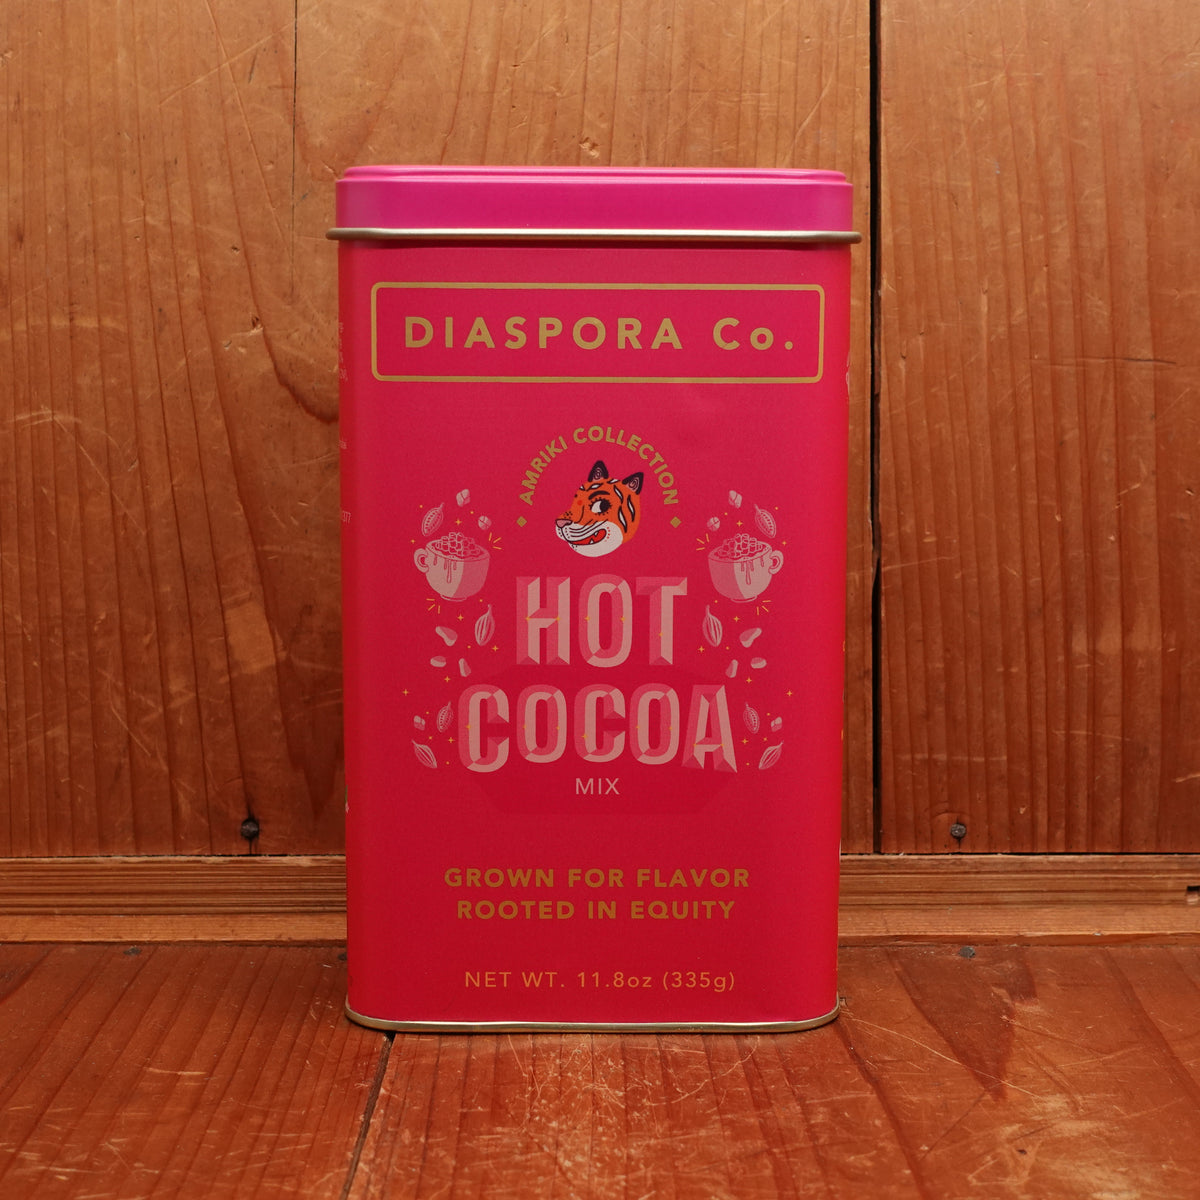 DIASPORA Co.
AMRIKI COLLECTION
HOT
COCOA
MIX
GROWN FOR FLAVOR
ROOTED IN EQUITY
NET WT. 11.8oz (335g)